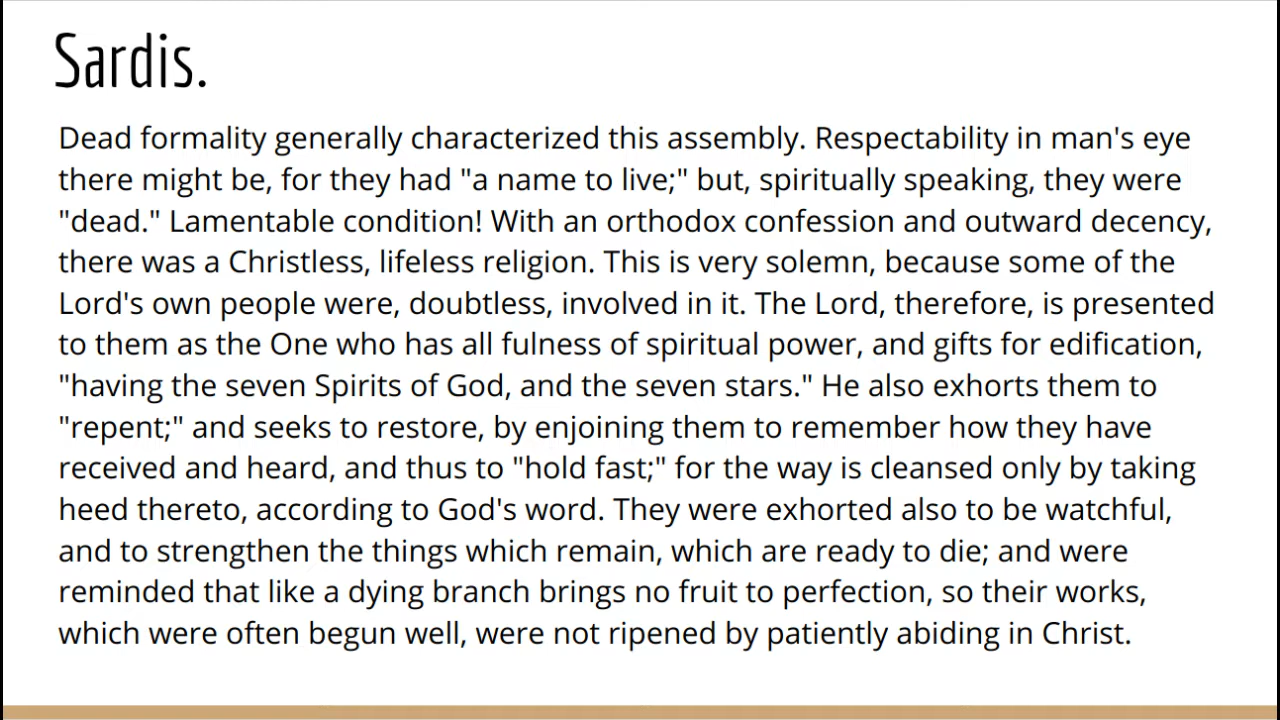 Sardis.
Dead formality generally characterized this assembly. Respectability in man's eye
there might be, for they had "a name to live;" but, spiritually speaking, they were
"dead." Lamentable condition! With an orthodox confession and outward decency,
there was a Christless, lifeless religion. This is very solemn, because some of the
Lord's own people were, doubtless, involved in it. The Lord, therefore, is presented
to them as the One who has all fulness of spiritual power, and gifts for edification,
"having the seven Spirits of God, and the seven stars." He also exhorts them to
"repent;" and seeks to restore, by enjoining them to remember how they have
received and heard, and thus to "hold fast;" for the way is cleansed only by taking
heed thereto, according to God's word. They were exhorted also to be watchful,
and to strengthen the things which remain, which are ready to die; and were
reminded that like a dying branch brings no fruit to perfection, so their works,
which were often begun well, were not ripened by patiently abiding in Christ.